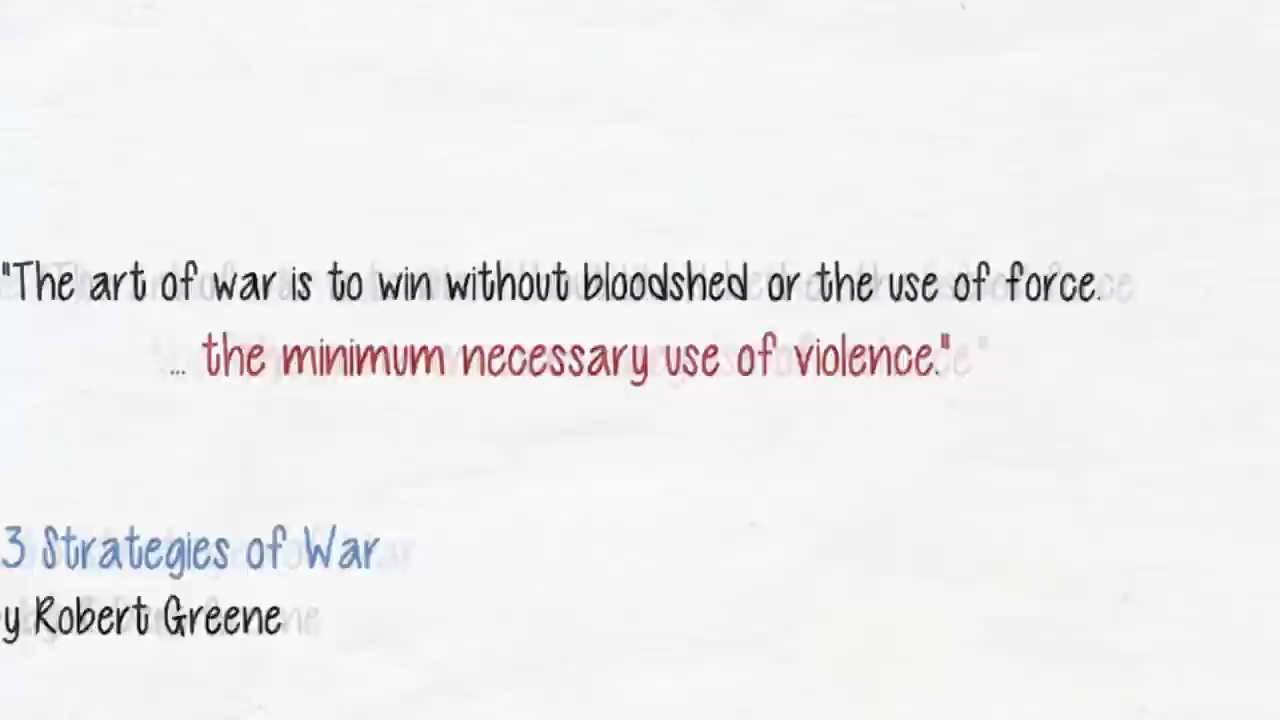 "The art of war is to win without bloodshed or the use of force.
... the minimum necessary use of violence."
3 Strategies of War
y Robert Greene